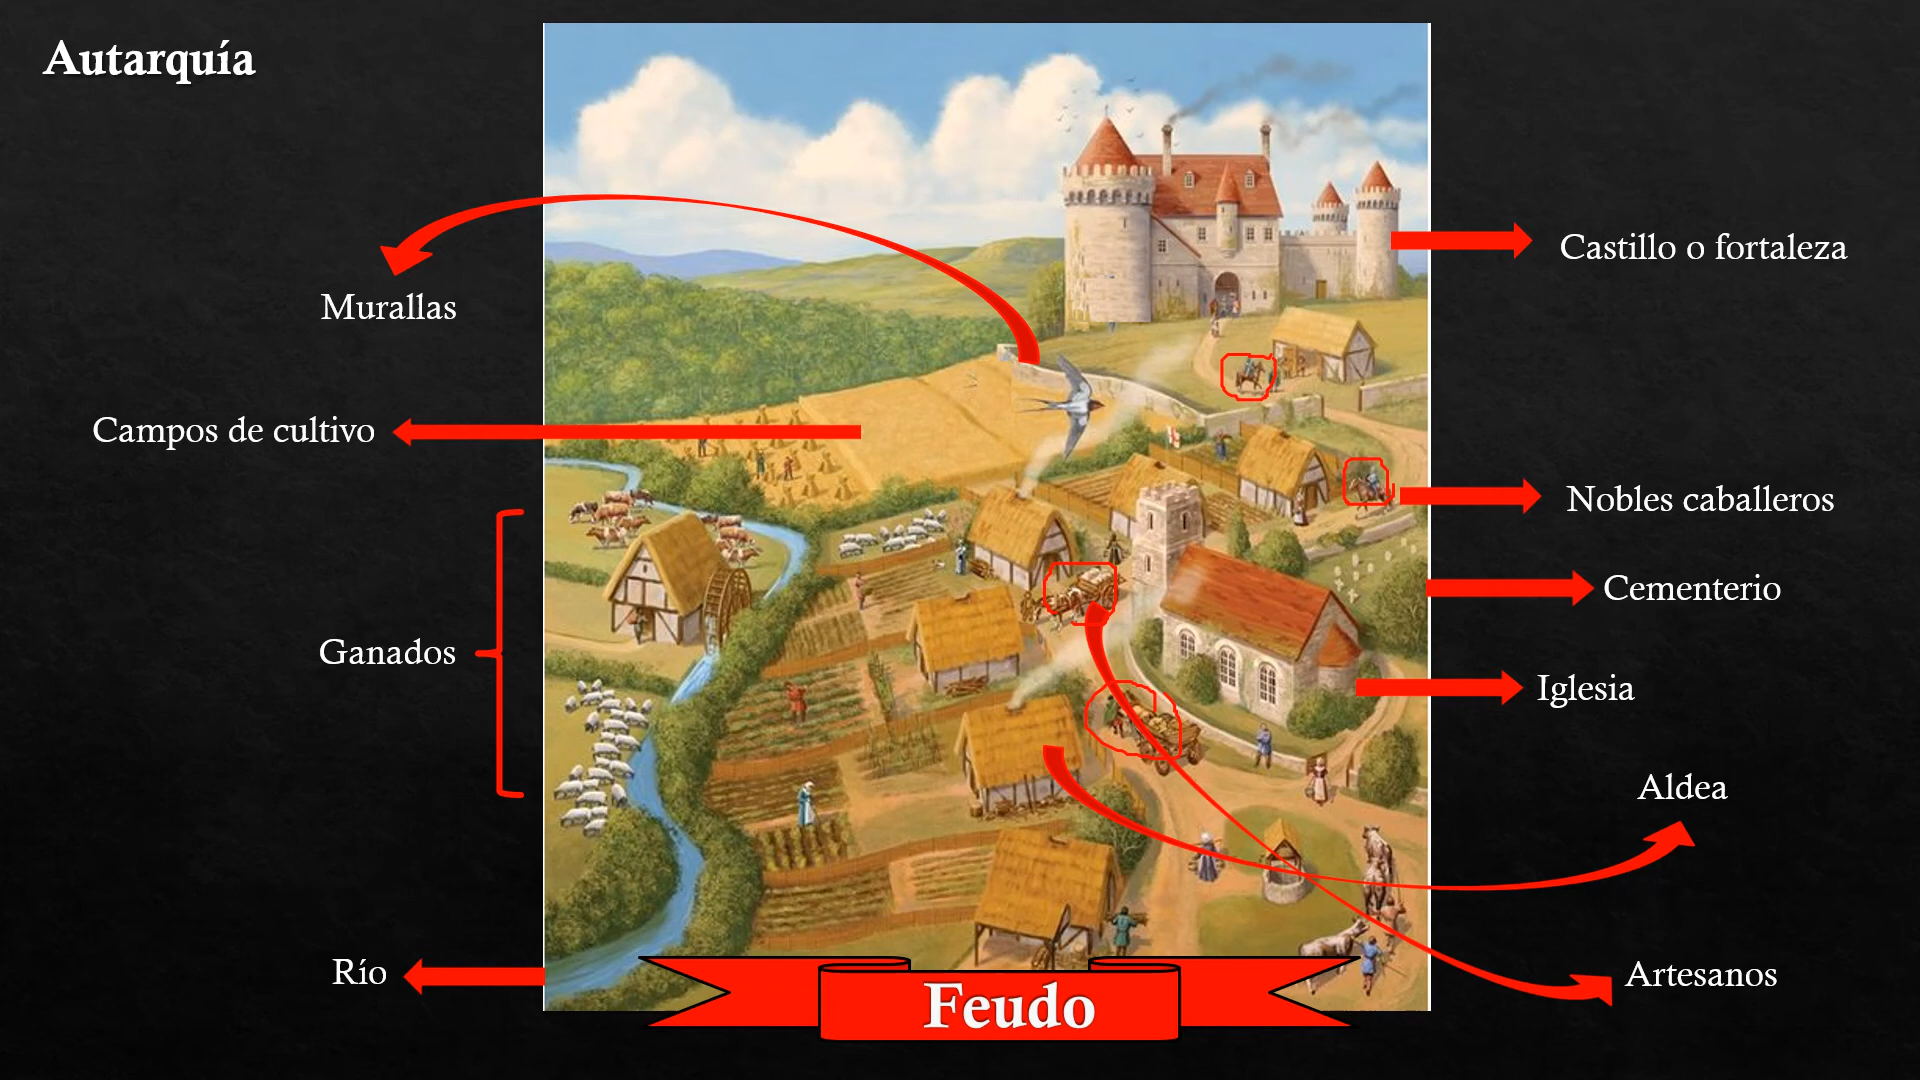 Autarquía
Murallas
Campos de cultivo
Ganados
Río
Castillo o fortaleza
Nobles caballeros
Cementerio
Iglesia
Aldea
Artesanos
Feudo